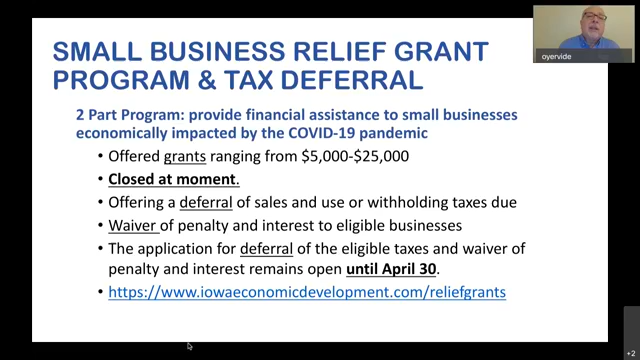 SMALL BUSINESS RELIEF GRANT
PROGRAM & TAX DEFERRAL
2 Part Program: provide financial assistance to small businesses
economically impacted by the COVID-19 pandemic
• Offered grants ranging from $5,000-$25,000
• Closed at moment.
• Offering a deferral of sales and use or withholding taxes due
• Waiver of penalty and interest to eligible businesses
• The application for deferral of the eligible taxes and waiver of
penalty and interest remains open until April 30.
• https://www.iowaeconomicdevelopment.com/reliefgrants
oyervide
+2